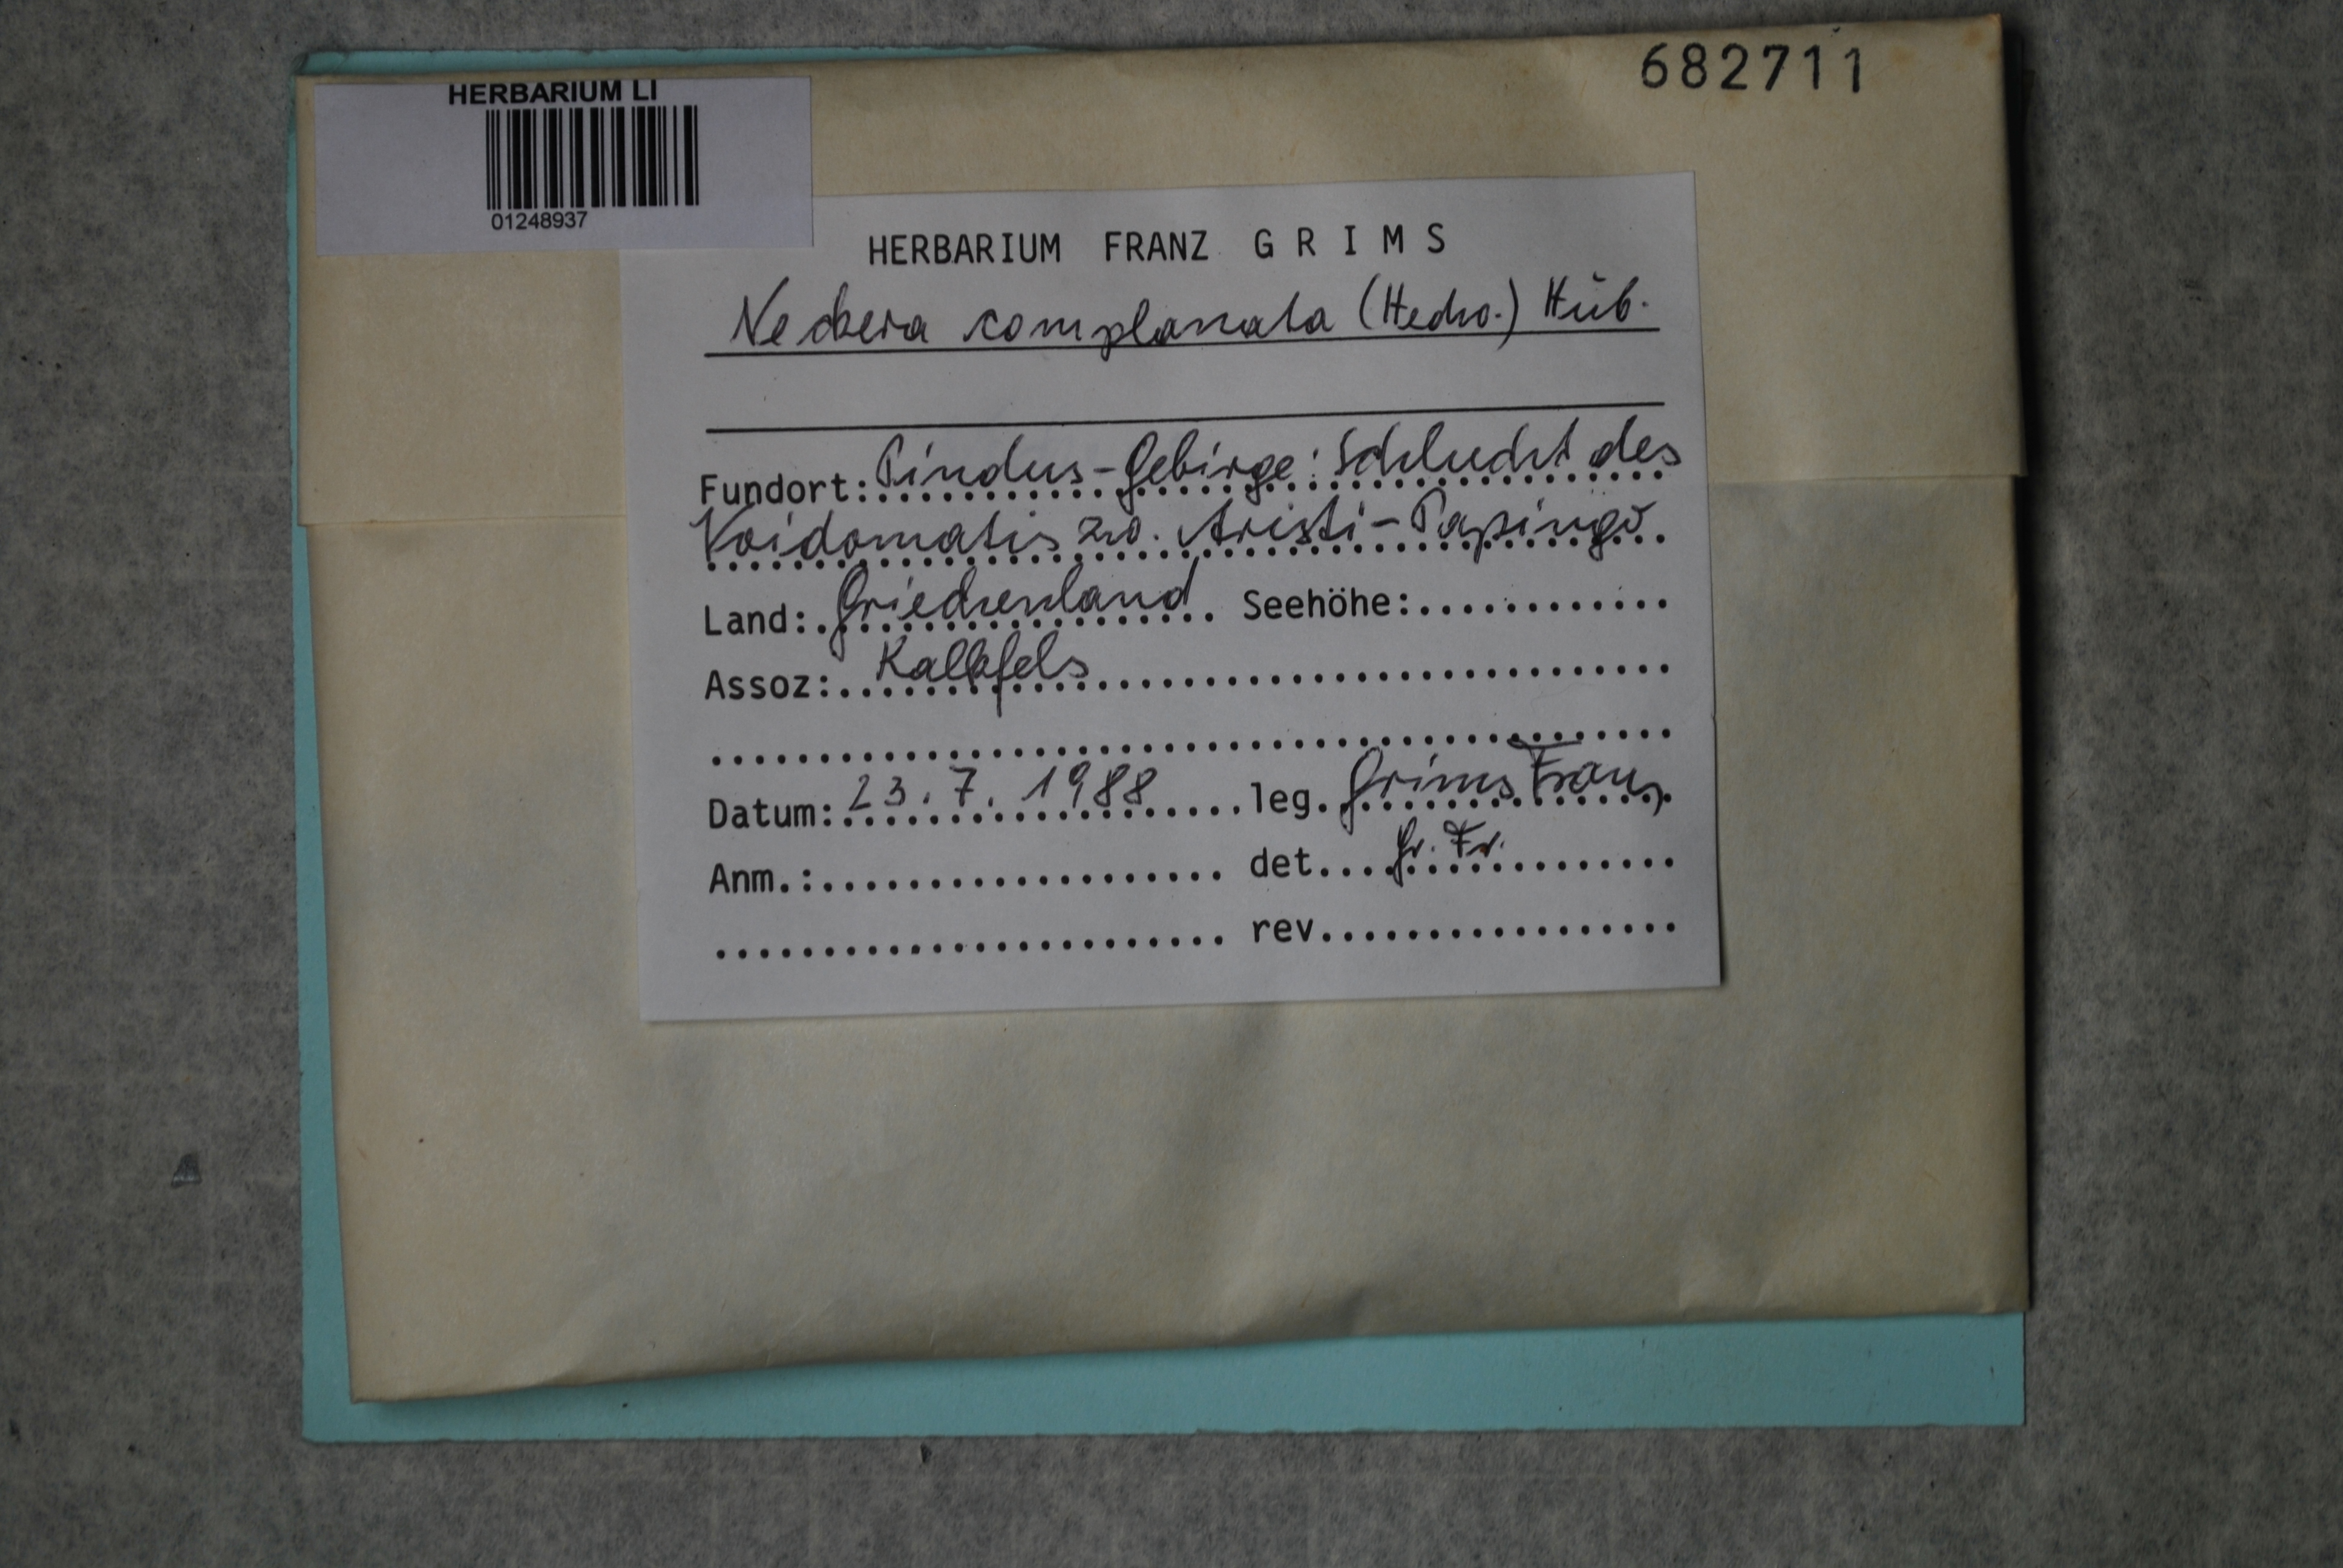 682711
HERBARIUM LI
01248937
HERBARIUM FRANZ G R I M S
Neckera complanata (Hedw.) Hüb.
Fundort: Pindus-Gebirge: Schlucht des
Voidomatis zw. Aristi-Papingo
Land: Griechenland Seehöhe:
Assoz: Kalkfels
Datum: 23. 7. 1988 leg. Grims Franz
Anm.: det. Gr. Fr.
rev.